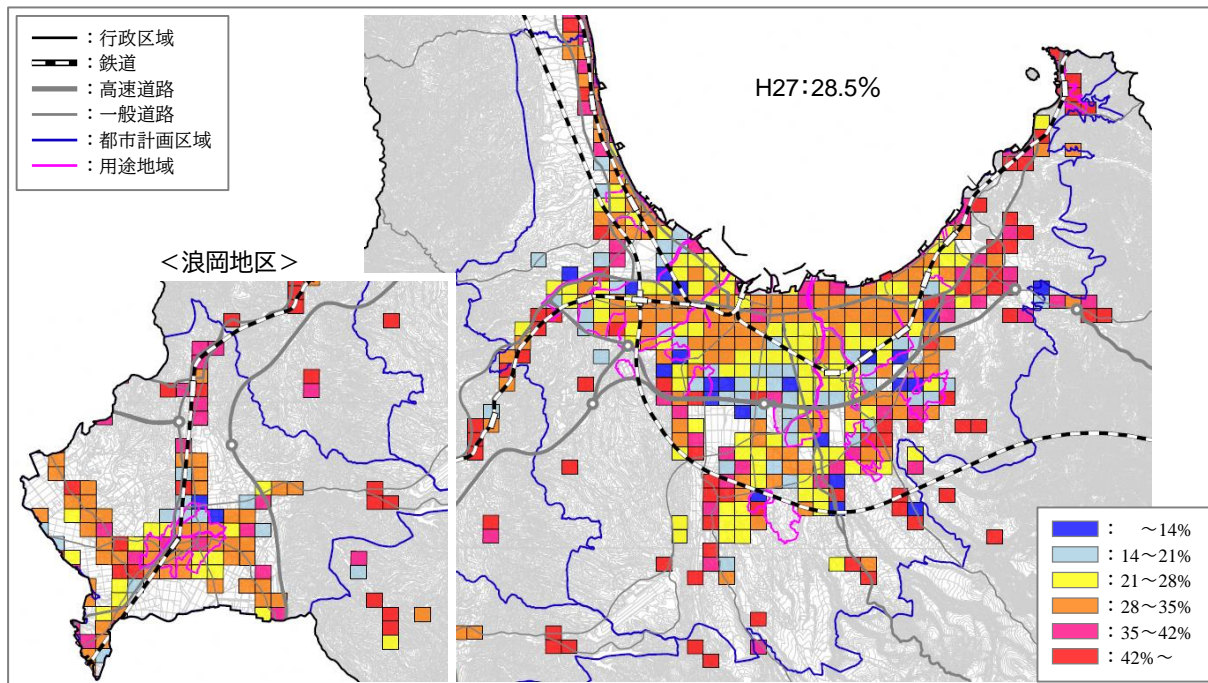 ：行政区域
：鉄道
：高速道路
：一般道路
：都市計画区域
：用途地域
H27：28.5%
＜浪岡地区＞
： ～14%
：14～21%
：21～28%
：28～35%
：35～42%
：42%～